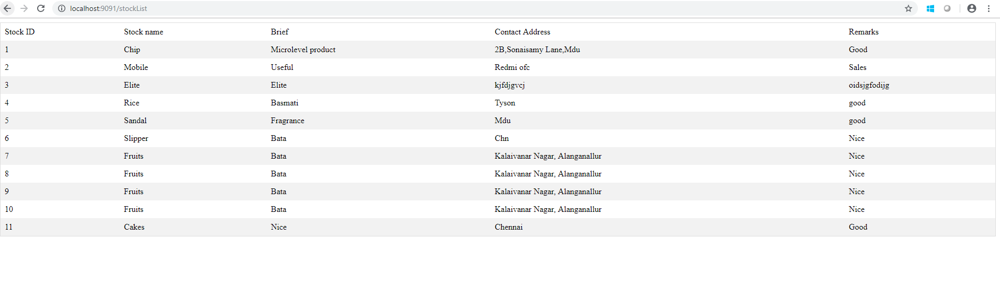 localhost:9091/stockList
Stock ID Stock name Brief Contact Address Remarks
1 Chip Microlevel product 2B,Sonaisamy Lane,Mdu Good
2 Mobile Useful Redmi ofc Sales
3 Elite Elite kjfdjgvcj oidsjgfodijg
4 Rice Basmati Tyson good
5 Sandal Fragrance Mdu good
6 Slipper Bata Chn Nice
7 Fruits Bata Kalaivanar Nagar, Alanganallur Nice
8 Fruits Bata Kalaivanar Nagar, Alanganallur Nice
9 Fruits Bata Kalaivanar Nagar, Alanganallur Nice
10 Fruits Bata Kalaivanar Nagar, Alanganallur Nice
11 Cakes Nice Chennai Good